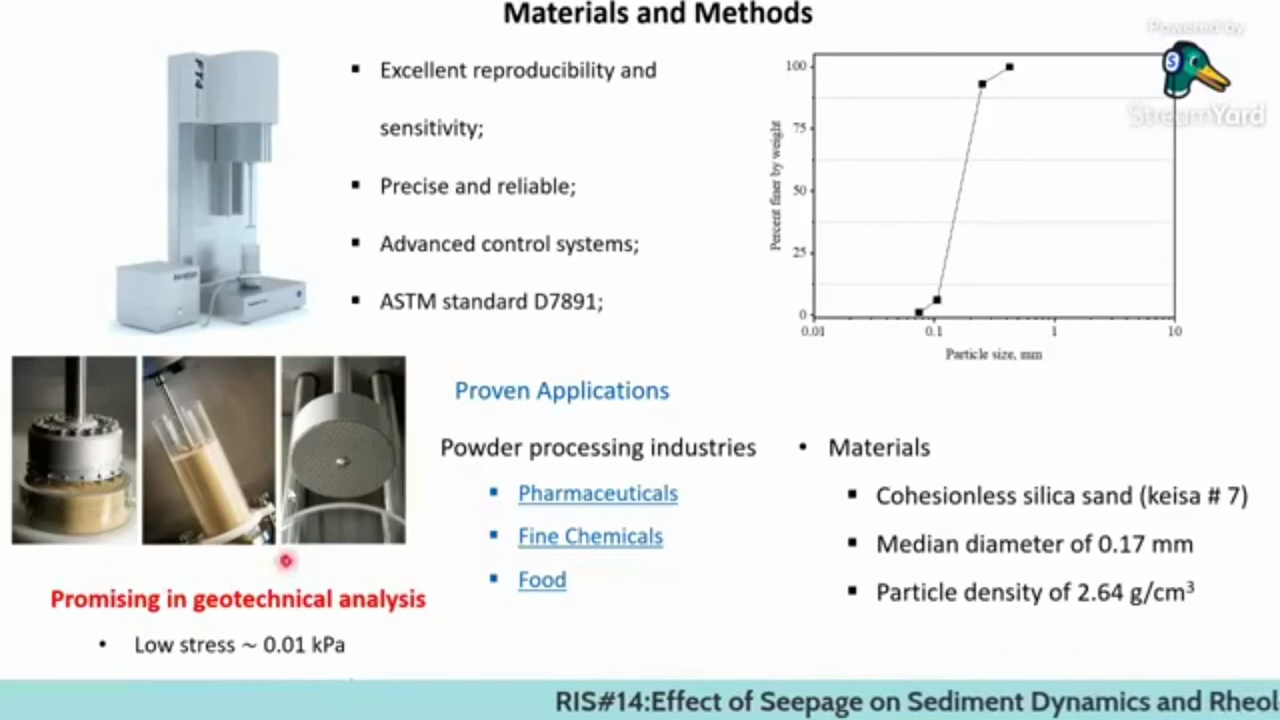 Materials and Methods
Powered by
StreamYard
FT4
▪ Excellent reproducibility and
sensitivity;
▪ Precise and reliable;
▪ Advanced control systems;
▪ ASTM standard D7891;
100
75
50
25
0
Percent finer by weight
0.01
0.1
1
10
Particle size, mm
Proven Applications
Powder processing industries
▪ Pharmaceuticals
▪ Fine Chemicals
▪ Food
• Materials
▪ Cohesionless silica sand (keisa # 7)
▪ Median diameter of 0.17 mm
▪ Particle density of 2.64 g/cm³
Promising in geotechnical analysis
• Low stress ~ 0.01 kPa
RIS#14:Effect of Seepage on Sediment Dynamics and Rheol